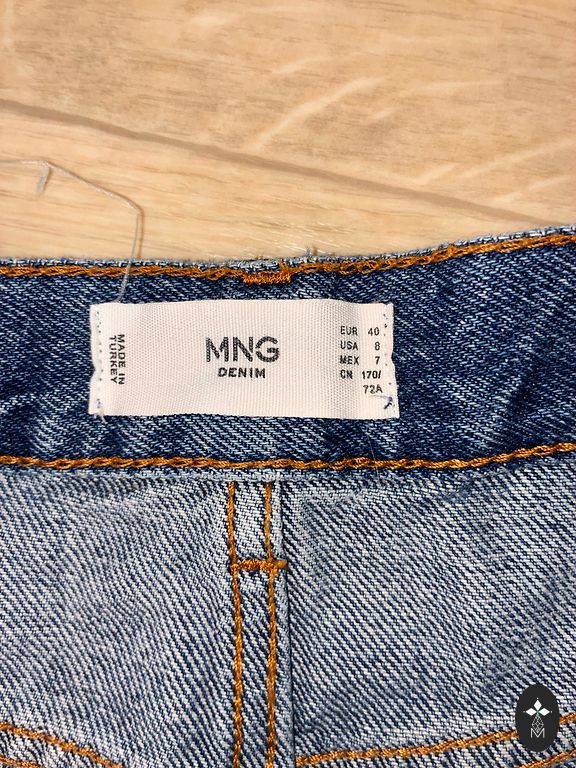 MADE IN
TURKEY
MNG
DENIM
EUR 40
USA 8
MEX 7
CN 170/
72A
M